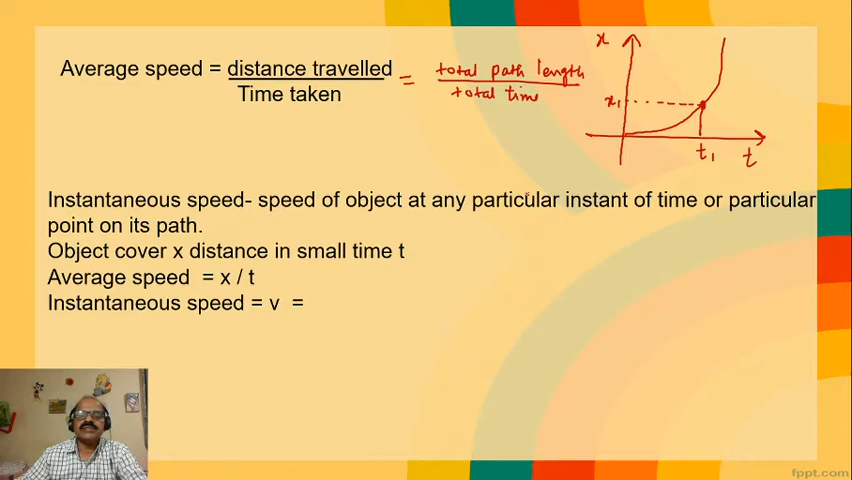 Average speed = distance travelled
Time taken
= total path length
total time
x
x1
t1
t
Instantaneous speed- speed of object at any particular instant of time or particular
point on its path.
Object cover x distance in small time t
Average speed  = x / t
Instantaneous speed = v  =
fppt.com